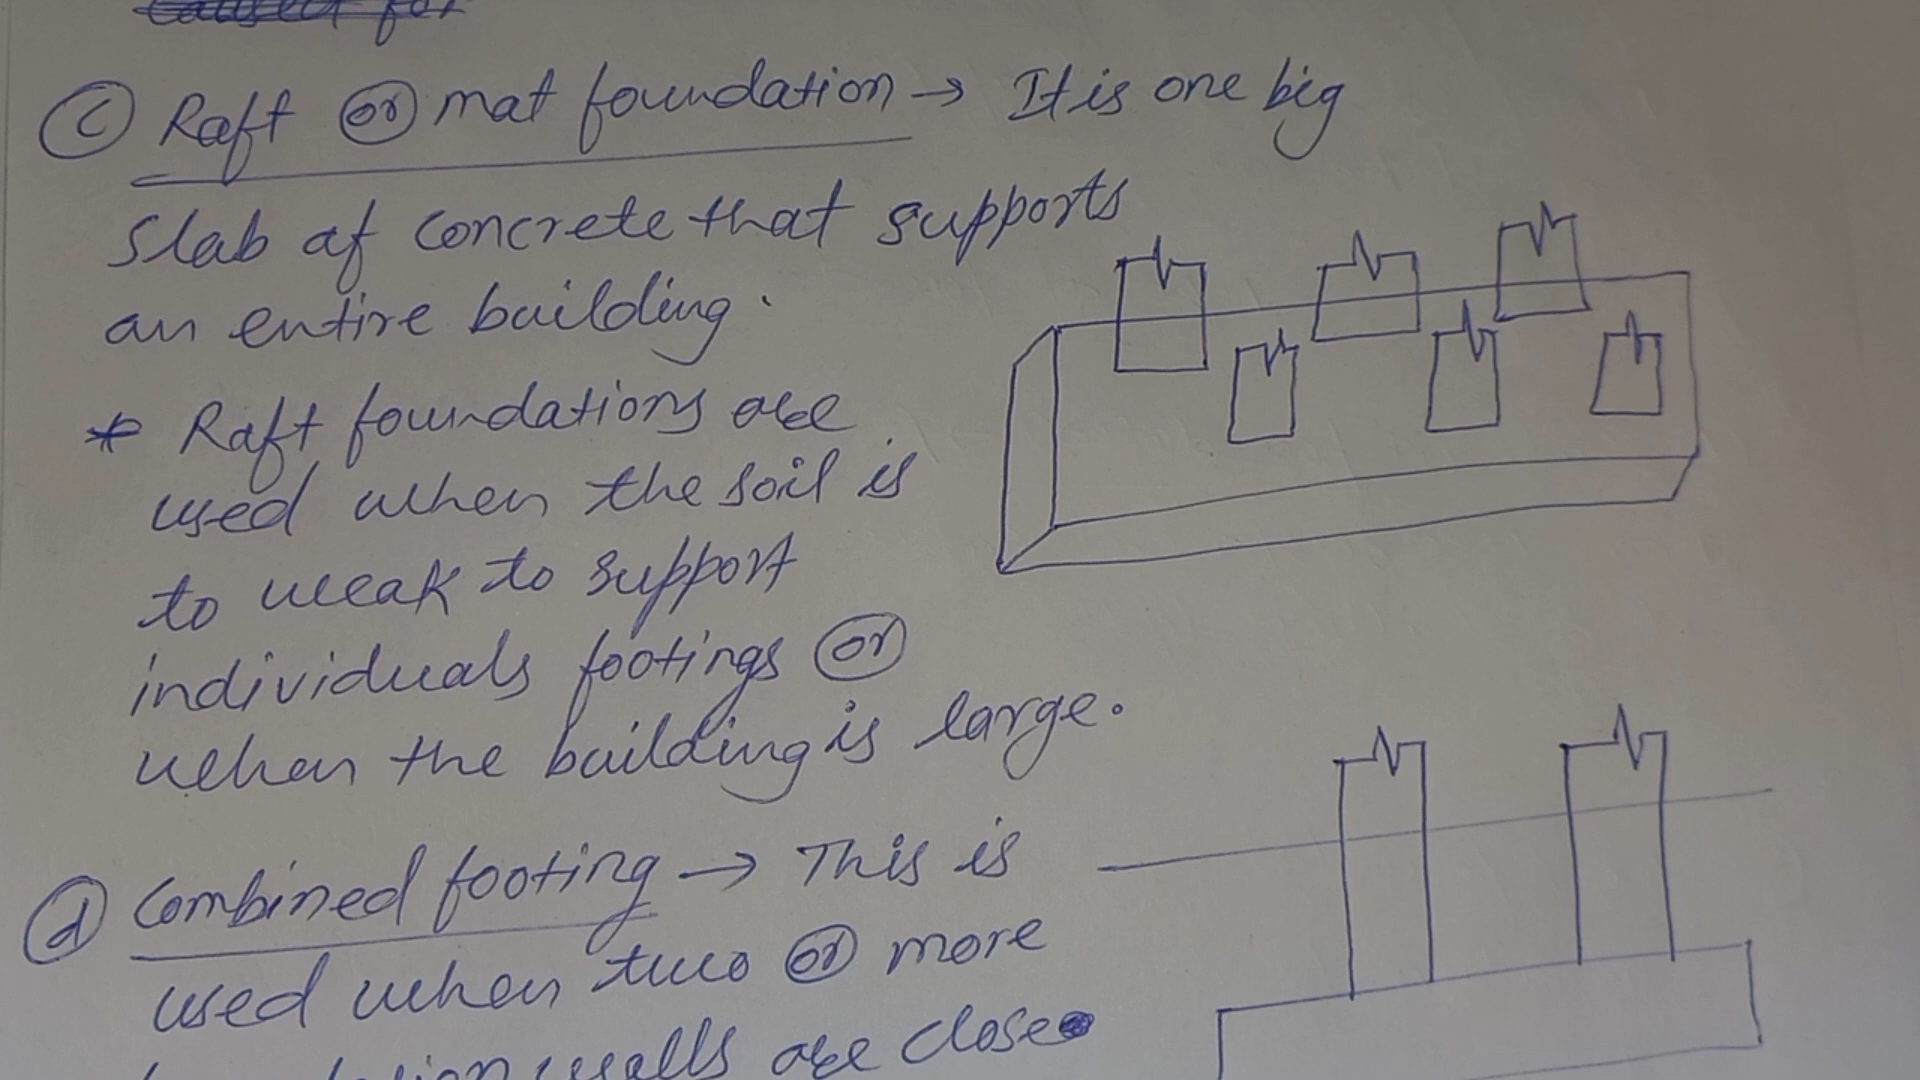 (c) Raft (or) mat foundation → It is one big
Slab of concrete that supports
an entire building.
* Raft foundations are
used when the soil is
to weak to support
individuals footings (or)
when the building is large.
(d) Combined footing → This is
used when two (or) more
walls are close